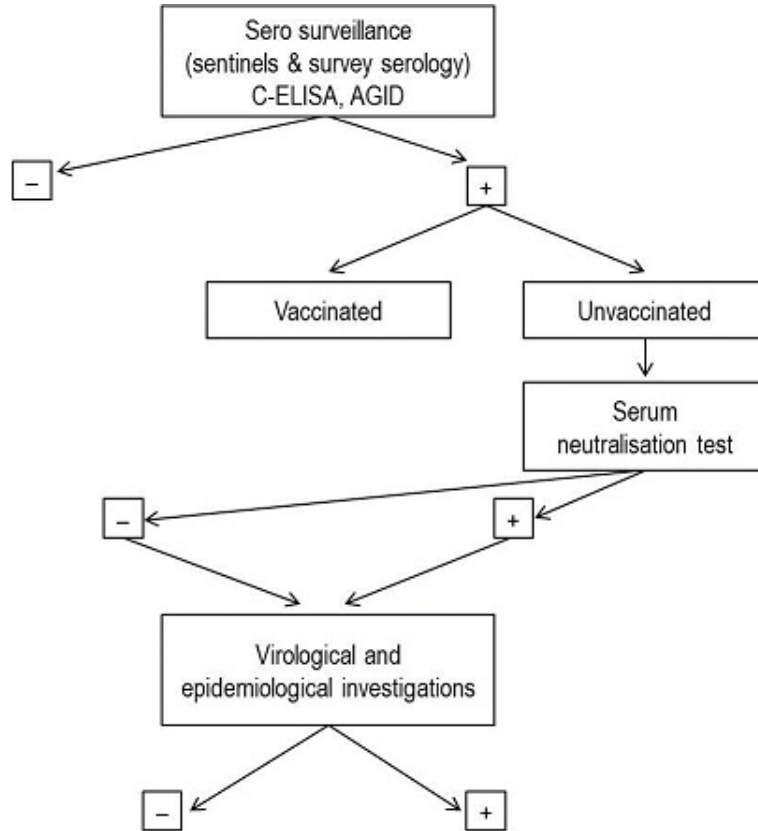 Sero surveillance
(sentinels & survey serology)
C-ELISA, AGID
–
+
Vaccinated
Unvaccinated
Serum
neutralisation test
–
+
Virological and
epidemiological investigations
–
+